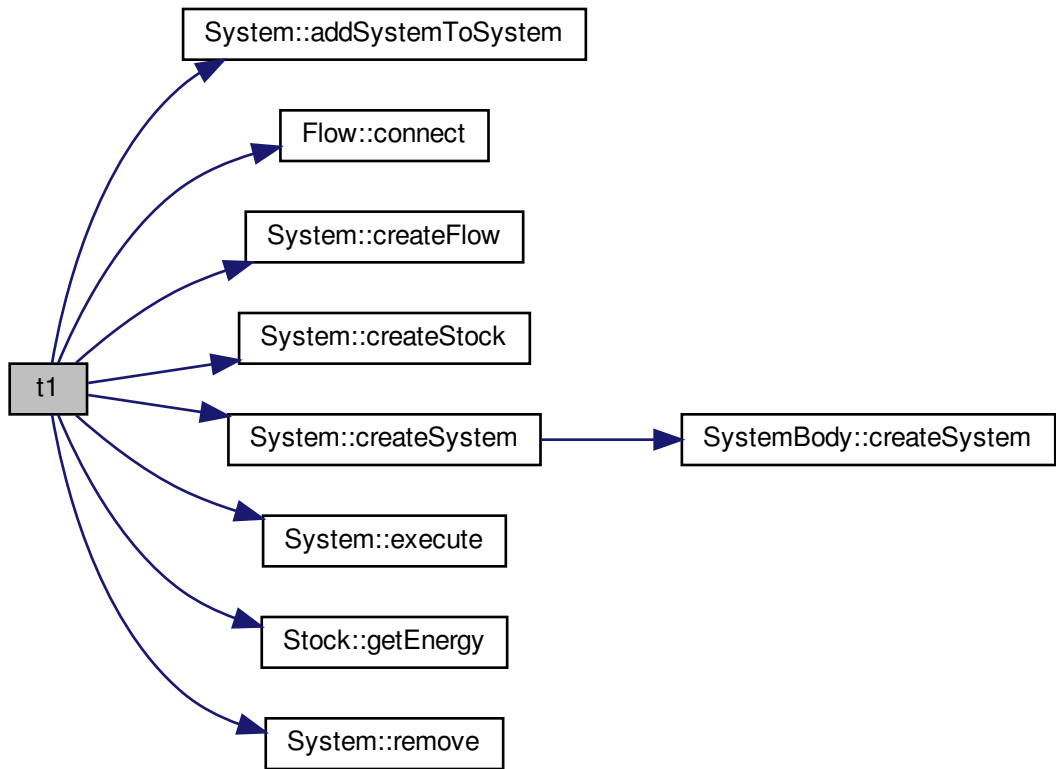 System::addSystemToSystem
Flow::connect
System::createFlow
System::createStock
t1
System::createSystem
SystemBody::createSystem
System::execute
Stock::getEnergy
System::remove